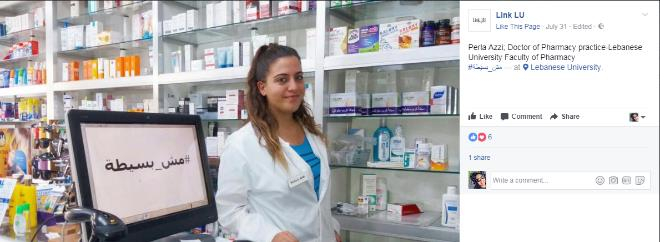 #مش_بسيطة
Link LU
Like This Page · July 31 · Edited ·
Perla Azzi; Doctor of Pharmacy practice-Lebanese
University Faculty of Pharmacy
#مش_بسيطة — at Lebanese University.
Like Comment Share
6
1 share
Write a comment...